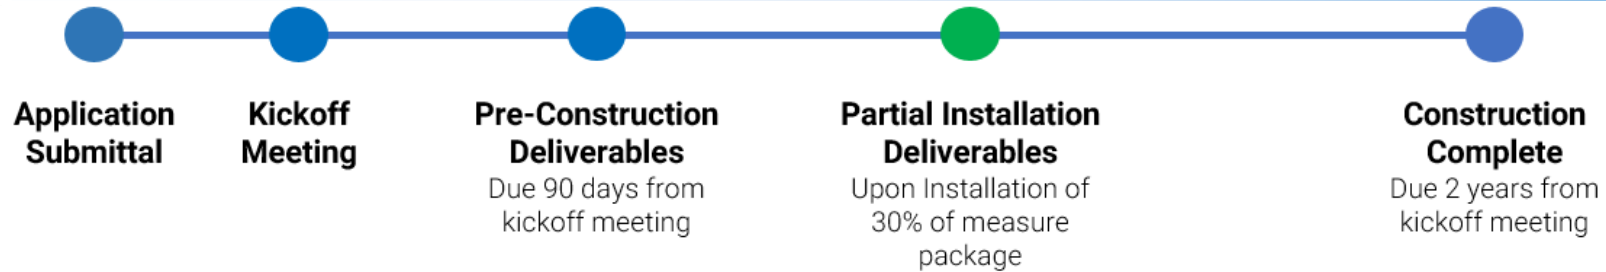 Application
Submittal
Kickoff
Meeting
Pre-Construction
Deliverables
Due 90 days from
kickoff meeting
Partial Installation
Deliverables
Upon Installation of
30% of measure
package
Construction
Complete
Due 2 years from
kickoff meeting